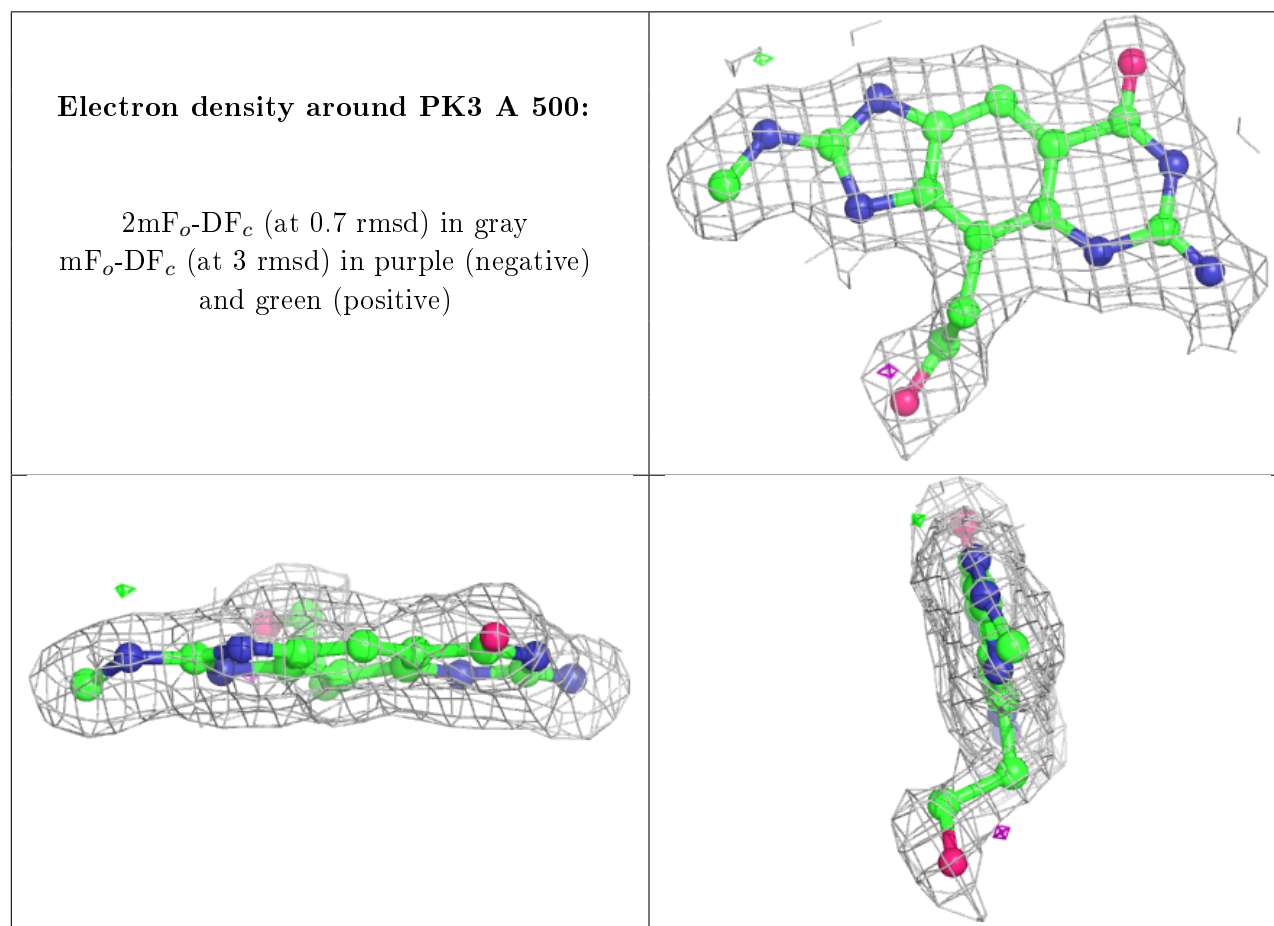 Electron density around PK3 A 500:
2mFo-DFc (at 0.7 rmsd) in gray
mFo-DFc (at 3 rmsd) in purple (negative)
and green (positive)